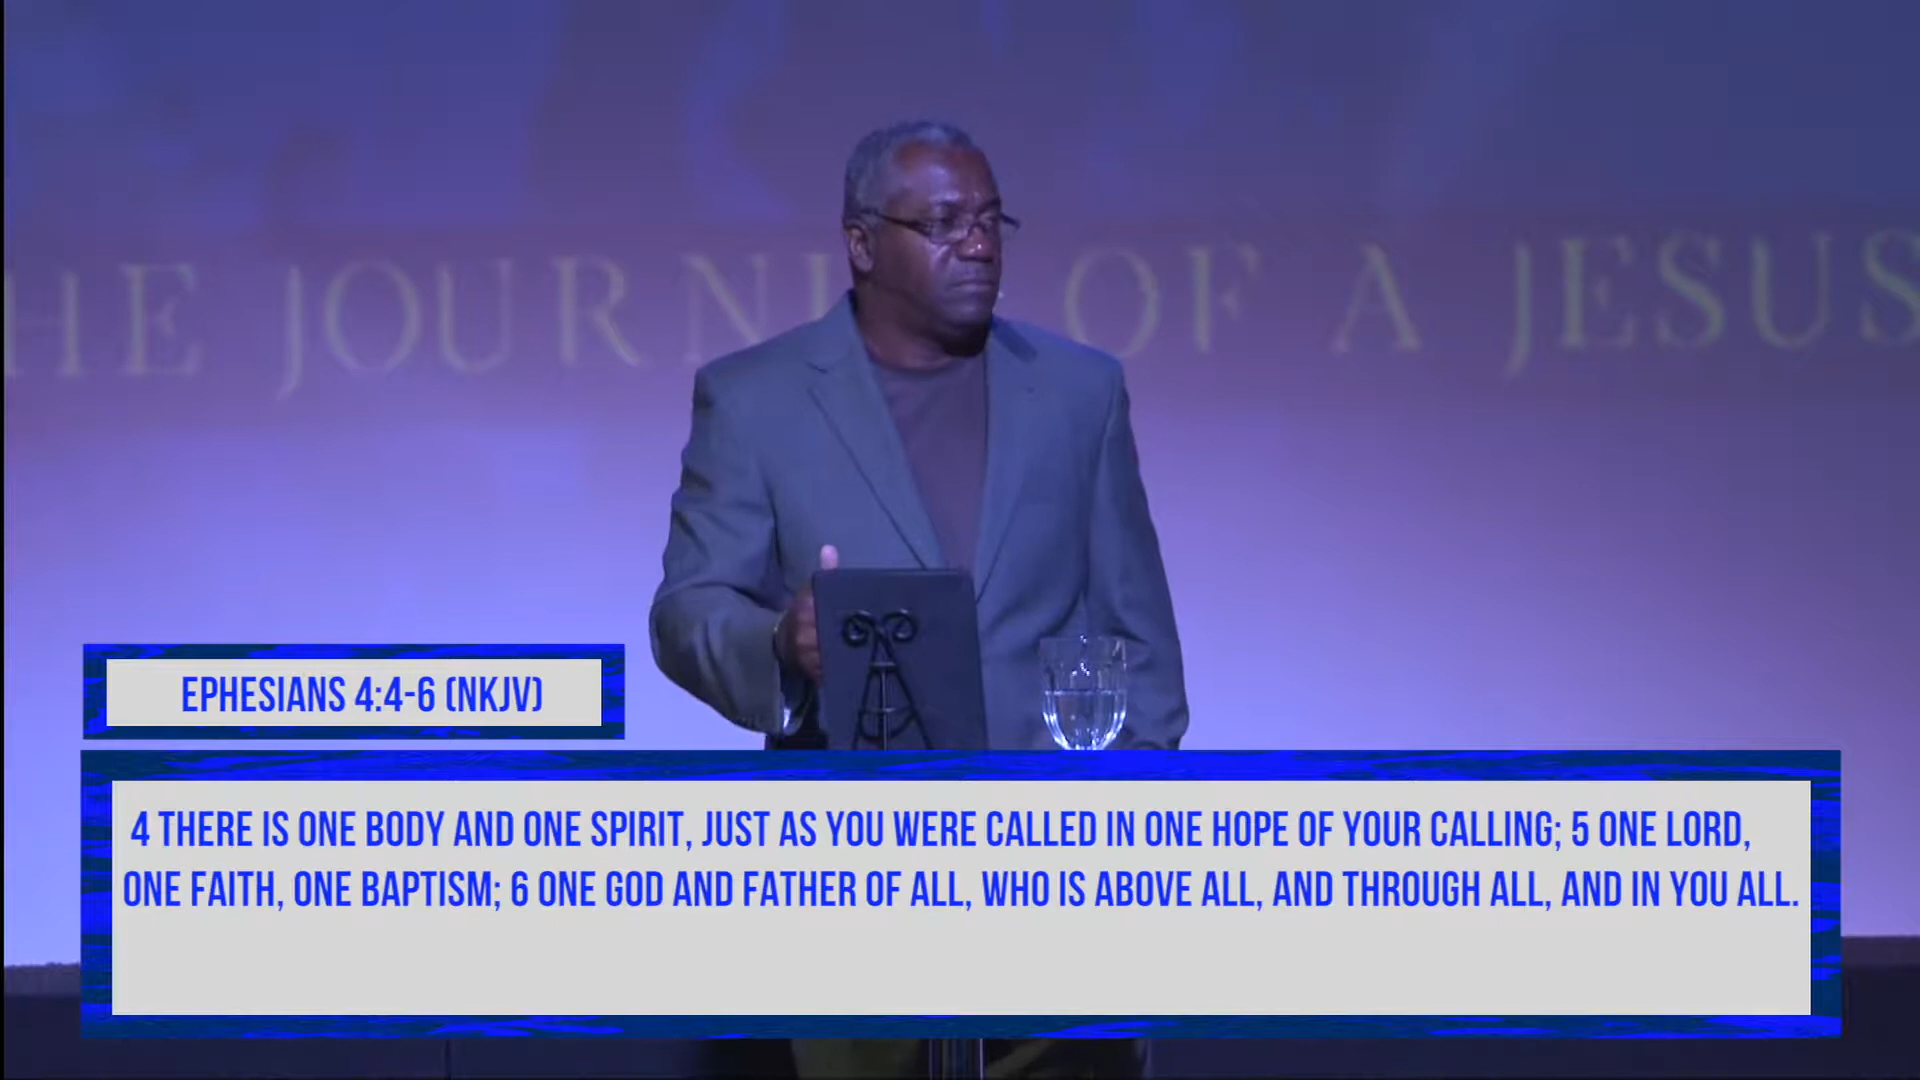 HE JOURN OF A JESUS
EPHESIANS 4:4-6 (NKJV)
4 THERE IS ONE BODY AND ONE SPIRIT, JUST AS YOU WERE CALLED IN ONE HOPE OF YOUR CALLING; 5 ONE LORD,
ONE FAITH, ONE BAPTISM; 6 ONE GOD AND FATHER OF ALL, WHO IS ABOVE ALL, AND THROUGH ALL, AND IN YOU ALL.